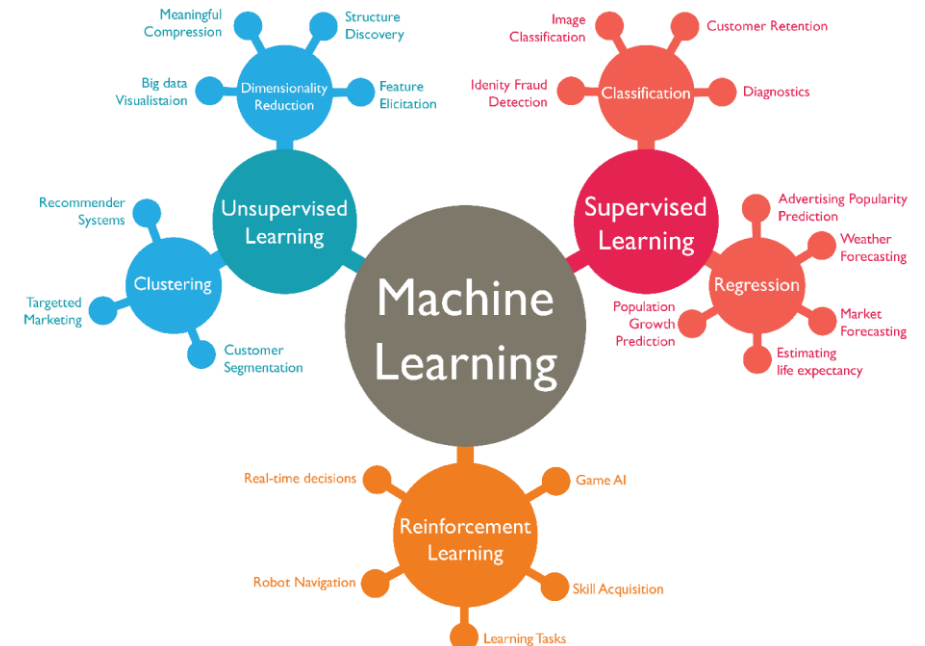 Meaningful
Compression
Structure
Discovery
Big data
Visualistaion
Dimensionality
Reduction
Feature
Elicitation
Image
Classification
Customer Retention
Idenity Fraud
Detection
Classification
Diagnostics
Recommender
Systems
Unsupervised
Learning
Clustering
Targetted
Marketing
Customer
Segmentation
Machine
Learning
Supervised
Learning
Advertising Popularity
Prediction
Weather
Forecasting
Regression
Population
Growth
Prediction
Market
Forecasting
Estimating
life expectancy
Real-time decisions
Game AI
Reinforcement
Learning
Robot Navigation
Skill Acquisition
Learning Tasks